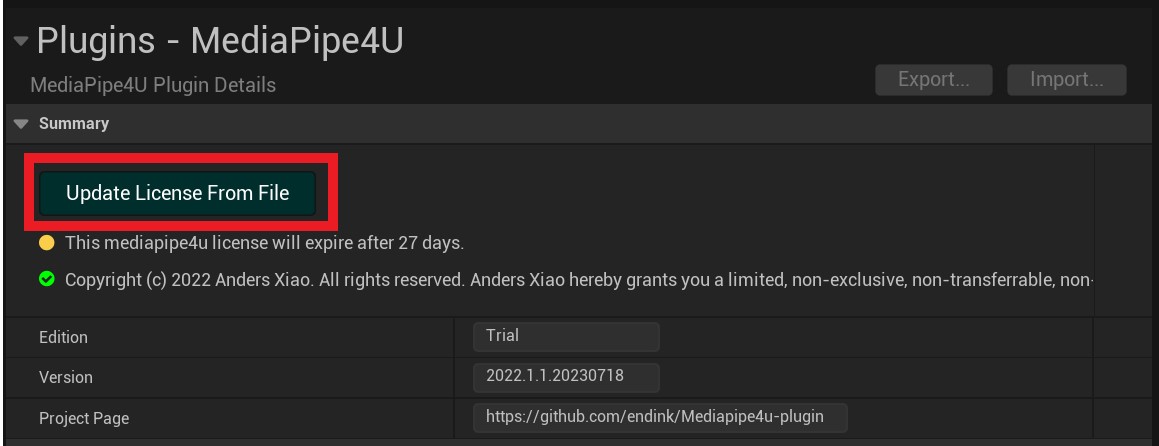 Plugins - MediaPipe4U
MediaPipe4U Plugin Details
Export...
Import...
Summary
Update License From File
This mediapipe4u license will expire after 27 days.
Copyright (c) 2022 Anders Xiao. All rights reserved. Anders Xiao hereby grants you a limited, non-exclusive, non-transferrable, non-
Edition
Trial
Version
2022.1.1.20230718
Project Page
https://github.com/endink/Mediapipe4u-plugin